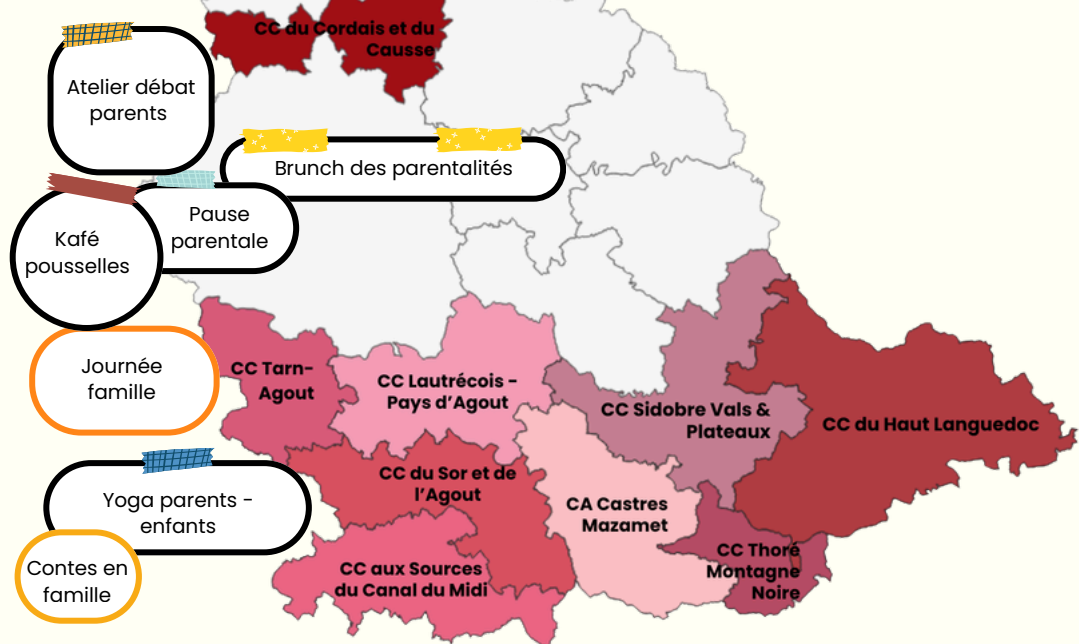 CC du Cordais et du
Causse
Atelier débat
parents
Brunch des parentalités
Pause
parentale
Kafé
pousselles
Journée
famille
CC Tarn-
Agout
CC Lautrécois -
Pays d’Agout
CC Sidobre Vals &
Plateaux
CC du Haut Languedoc
CC du Sor et de
l’Agout
CA Castres
Mazamet
Yoga parents -
enfants
CC Thoré
Montagne
Noire
CC aux Sources
du Canal du Midi
Contes en
famille